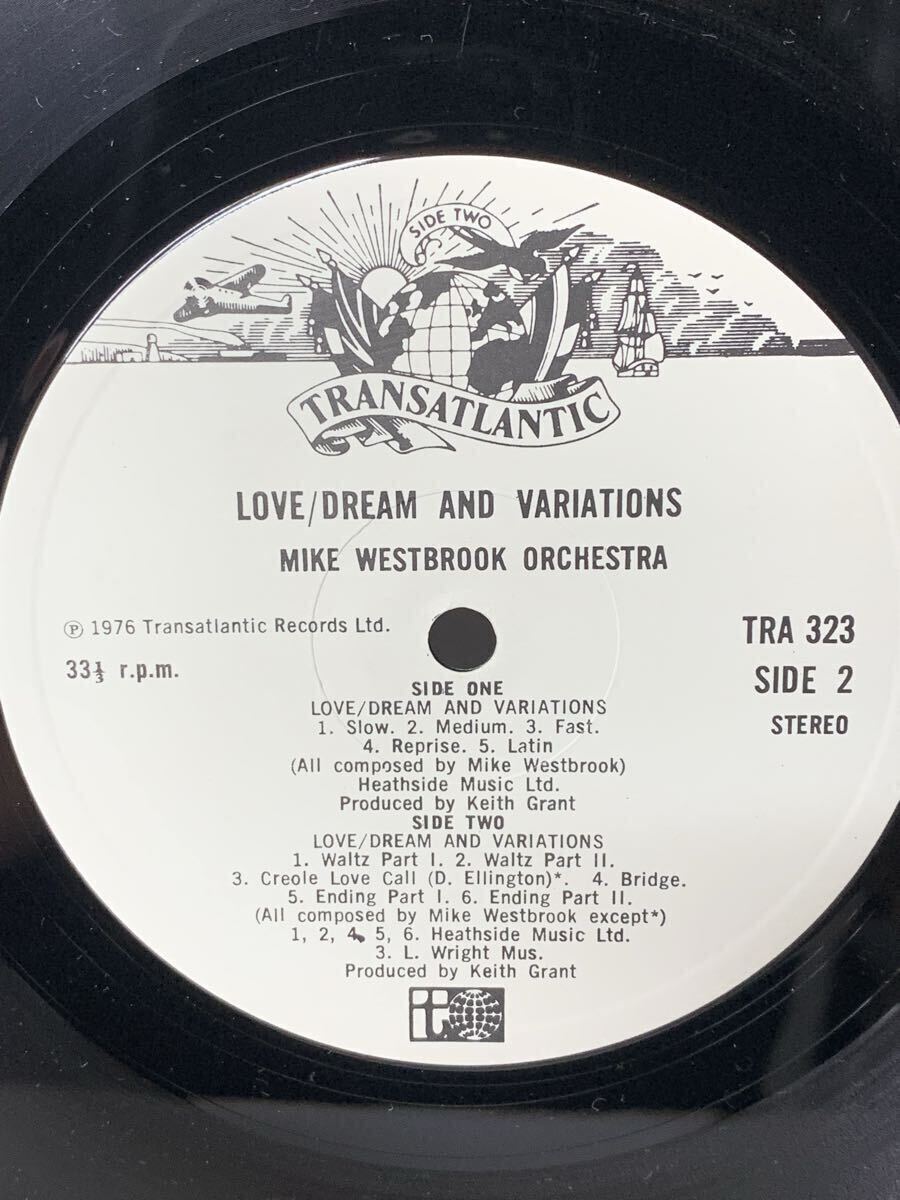 SIDE TWO
TRANSATLANTIC
LOVE/DREAM AND VARIATIONS
MIKE WESTBROOK ORCHESTRA
Ⓟ 1976 Transatlantic Records Ltd.
33⅓ r.p.m.
TRA 323
SIDE 2
STEREO
SIDE ONE
LOVE/DREAM AND VARIATIONS
1. Slow. 2. Medium. 3. Fast.
4. Reprise. 5. Latin
(All composed by Mike Westbrook)
Heathside Music Ltd.
Produced by Keith Grant
SIDE TWO
LOVE/DREAM AND VARIATIONS
1. Waltz Part I. 2. Waltz Part II.
3. Creole Love Call (D. Ellington)*. 4. Bridge.
5. Ending Part I. 6. Ending Part II.
(All composed by Mike Westbrook except*)
1, 2, 4, 5, 6. Heathside Music Ltd.
3. L. Wright Mus.
Produced by Keith Grant
it